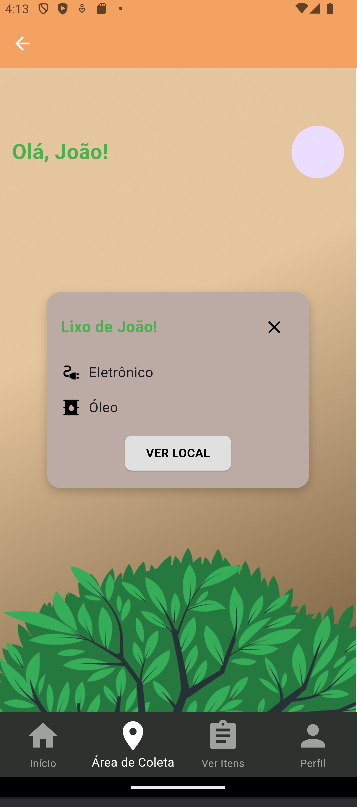 4:13
Olá, João!
Lixo de João!
Eletrônico
Óleo
VER LOCAL
Início
Área de Coleta
Ver Itens
Perfil